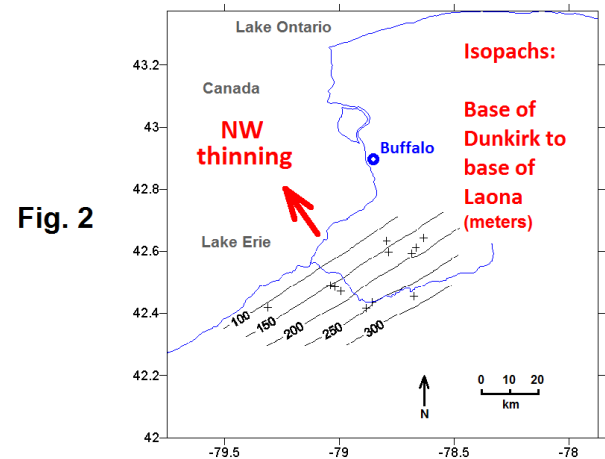 Lake Ontario
Isopachs:
43.2
Canada
Base of
Dunkirk to
base of
Laona
(meters)
43
NW
thinning
Buffalo
42.8
Fig. 2
Lake Erie
42.6
42.4
100
150
200
250
300
42.2
0 10 20
km
N
42
-79.5 -79 -78.5 -78